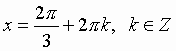 x = 2π/3 + 2πk, k ∈ Z